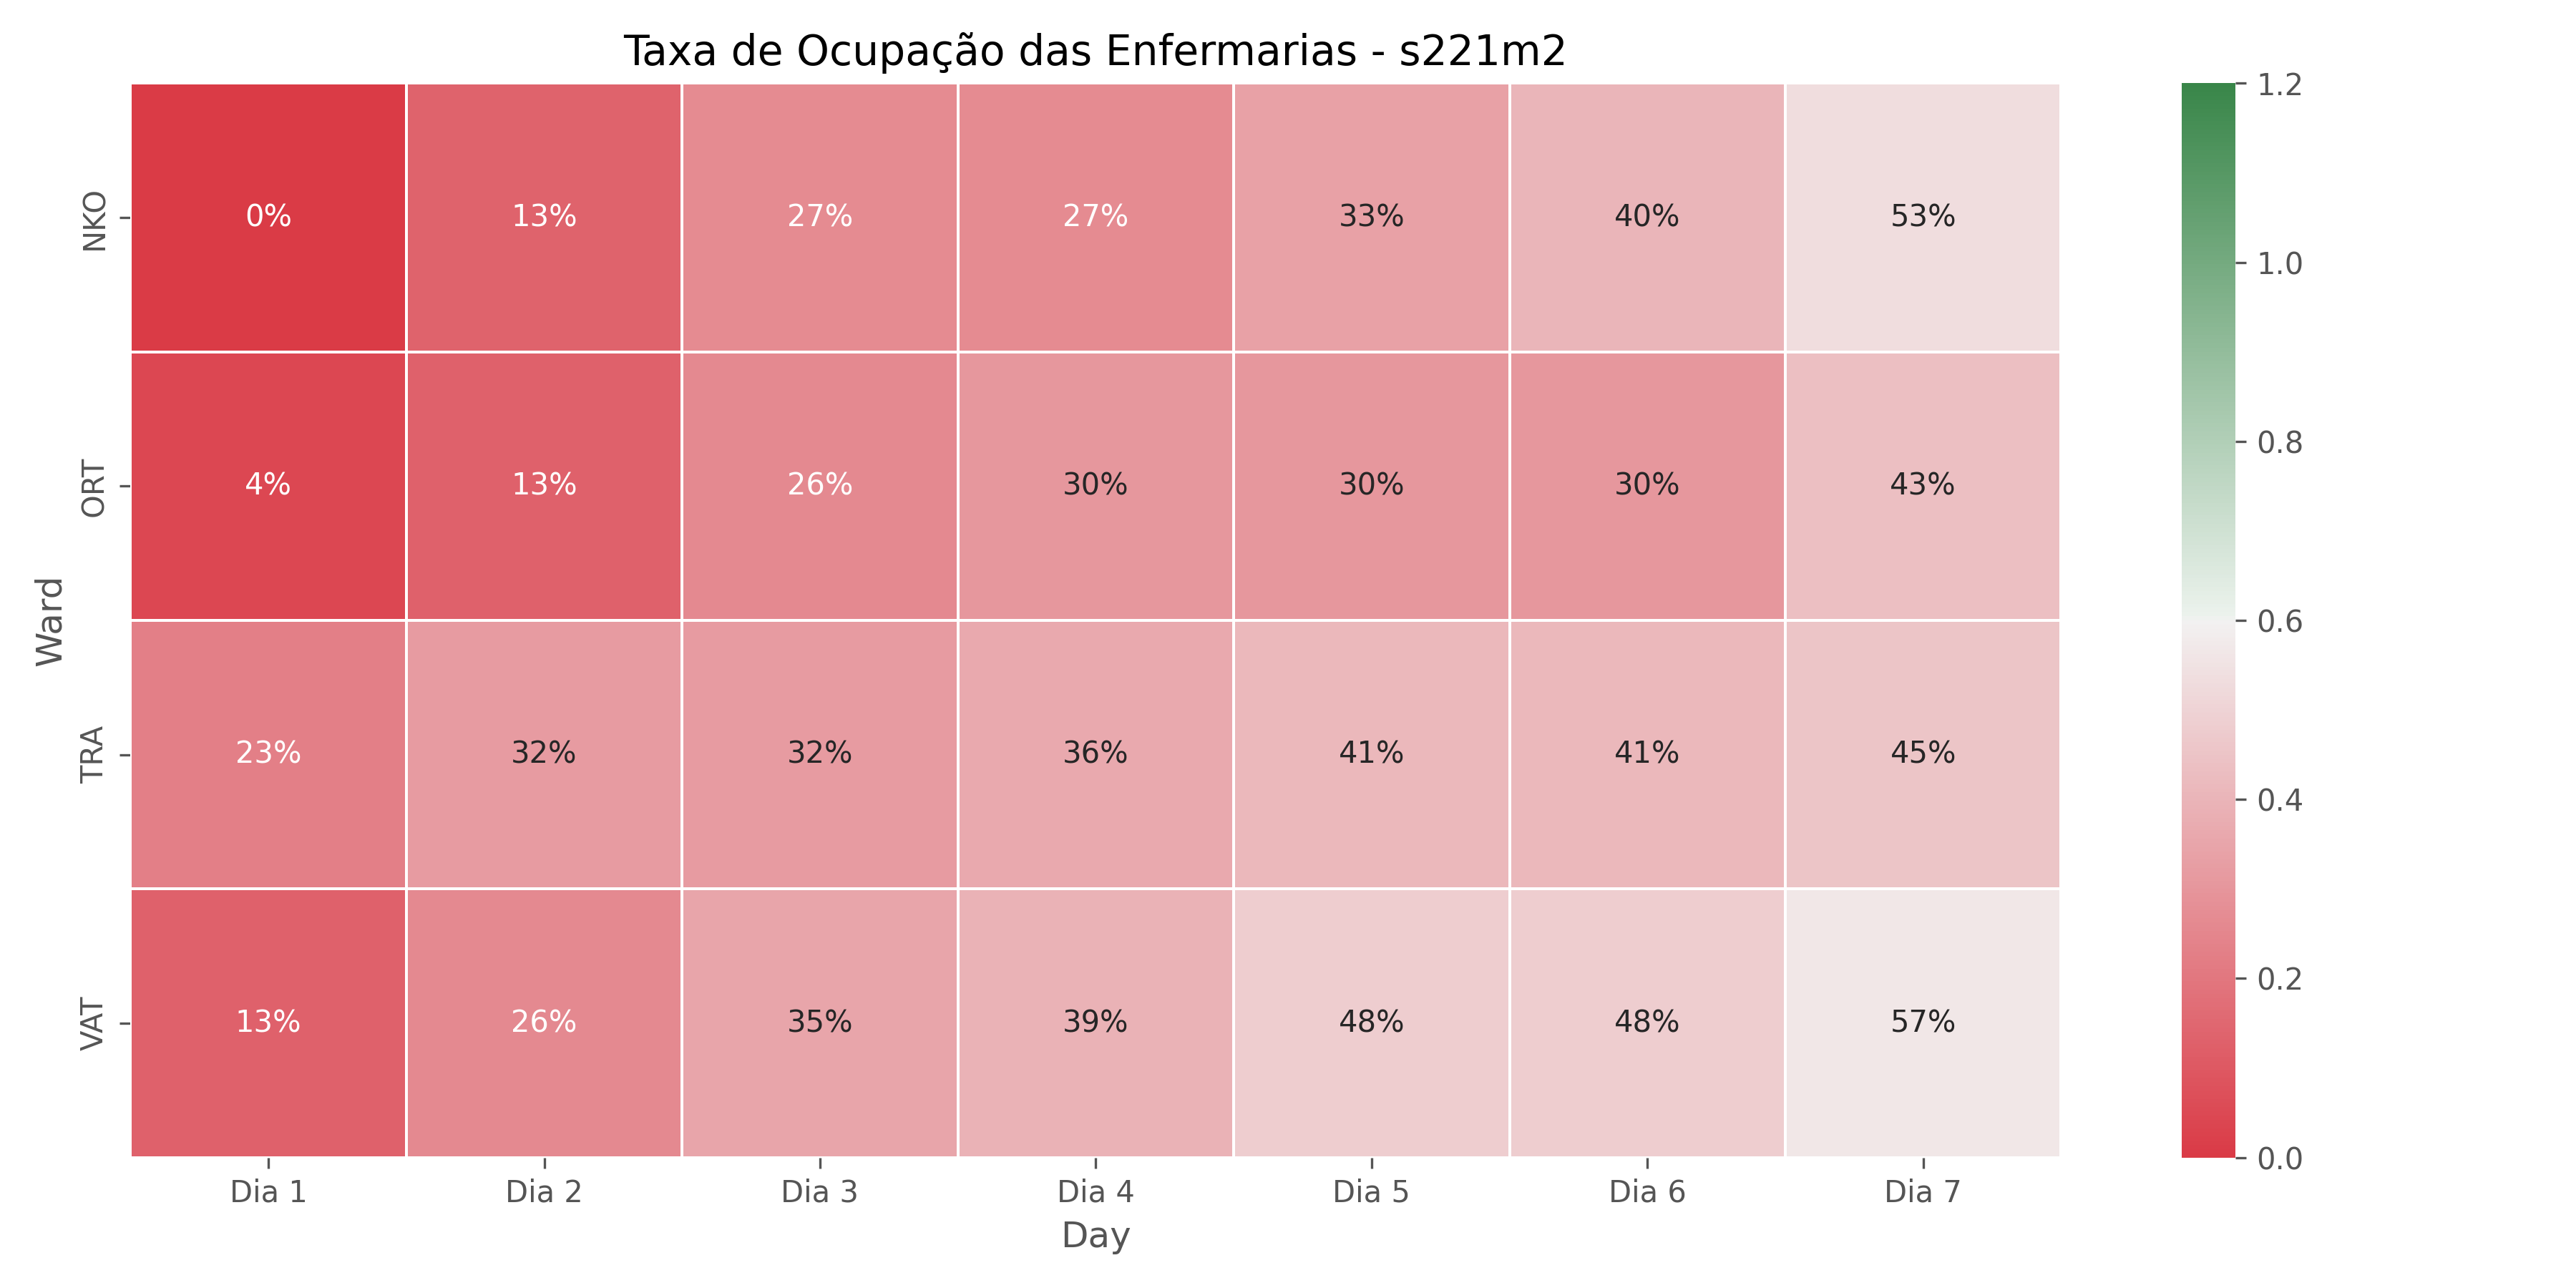 Taxa de Ocupação das Enfermarias - s221m2
NKO 0% 13% 27% 27% 33% 40% 53%
ORT 4% 13% 26% 30% 30% 30% 43%
TRA 23% 32% 32% 36% 41% 41% 45%
VAT 13% 26% 35% 39% 48% 48% 57%
Ward
Dia 1 Dia 2 Dia 3 Dia 4 Dia 5 Dia 6 Dia 7
Day
1.2
1.0
0.8
0.6
0.4
0.2
0.0